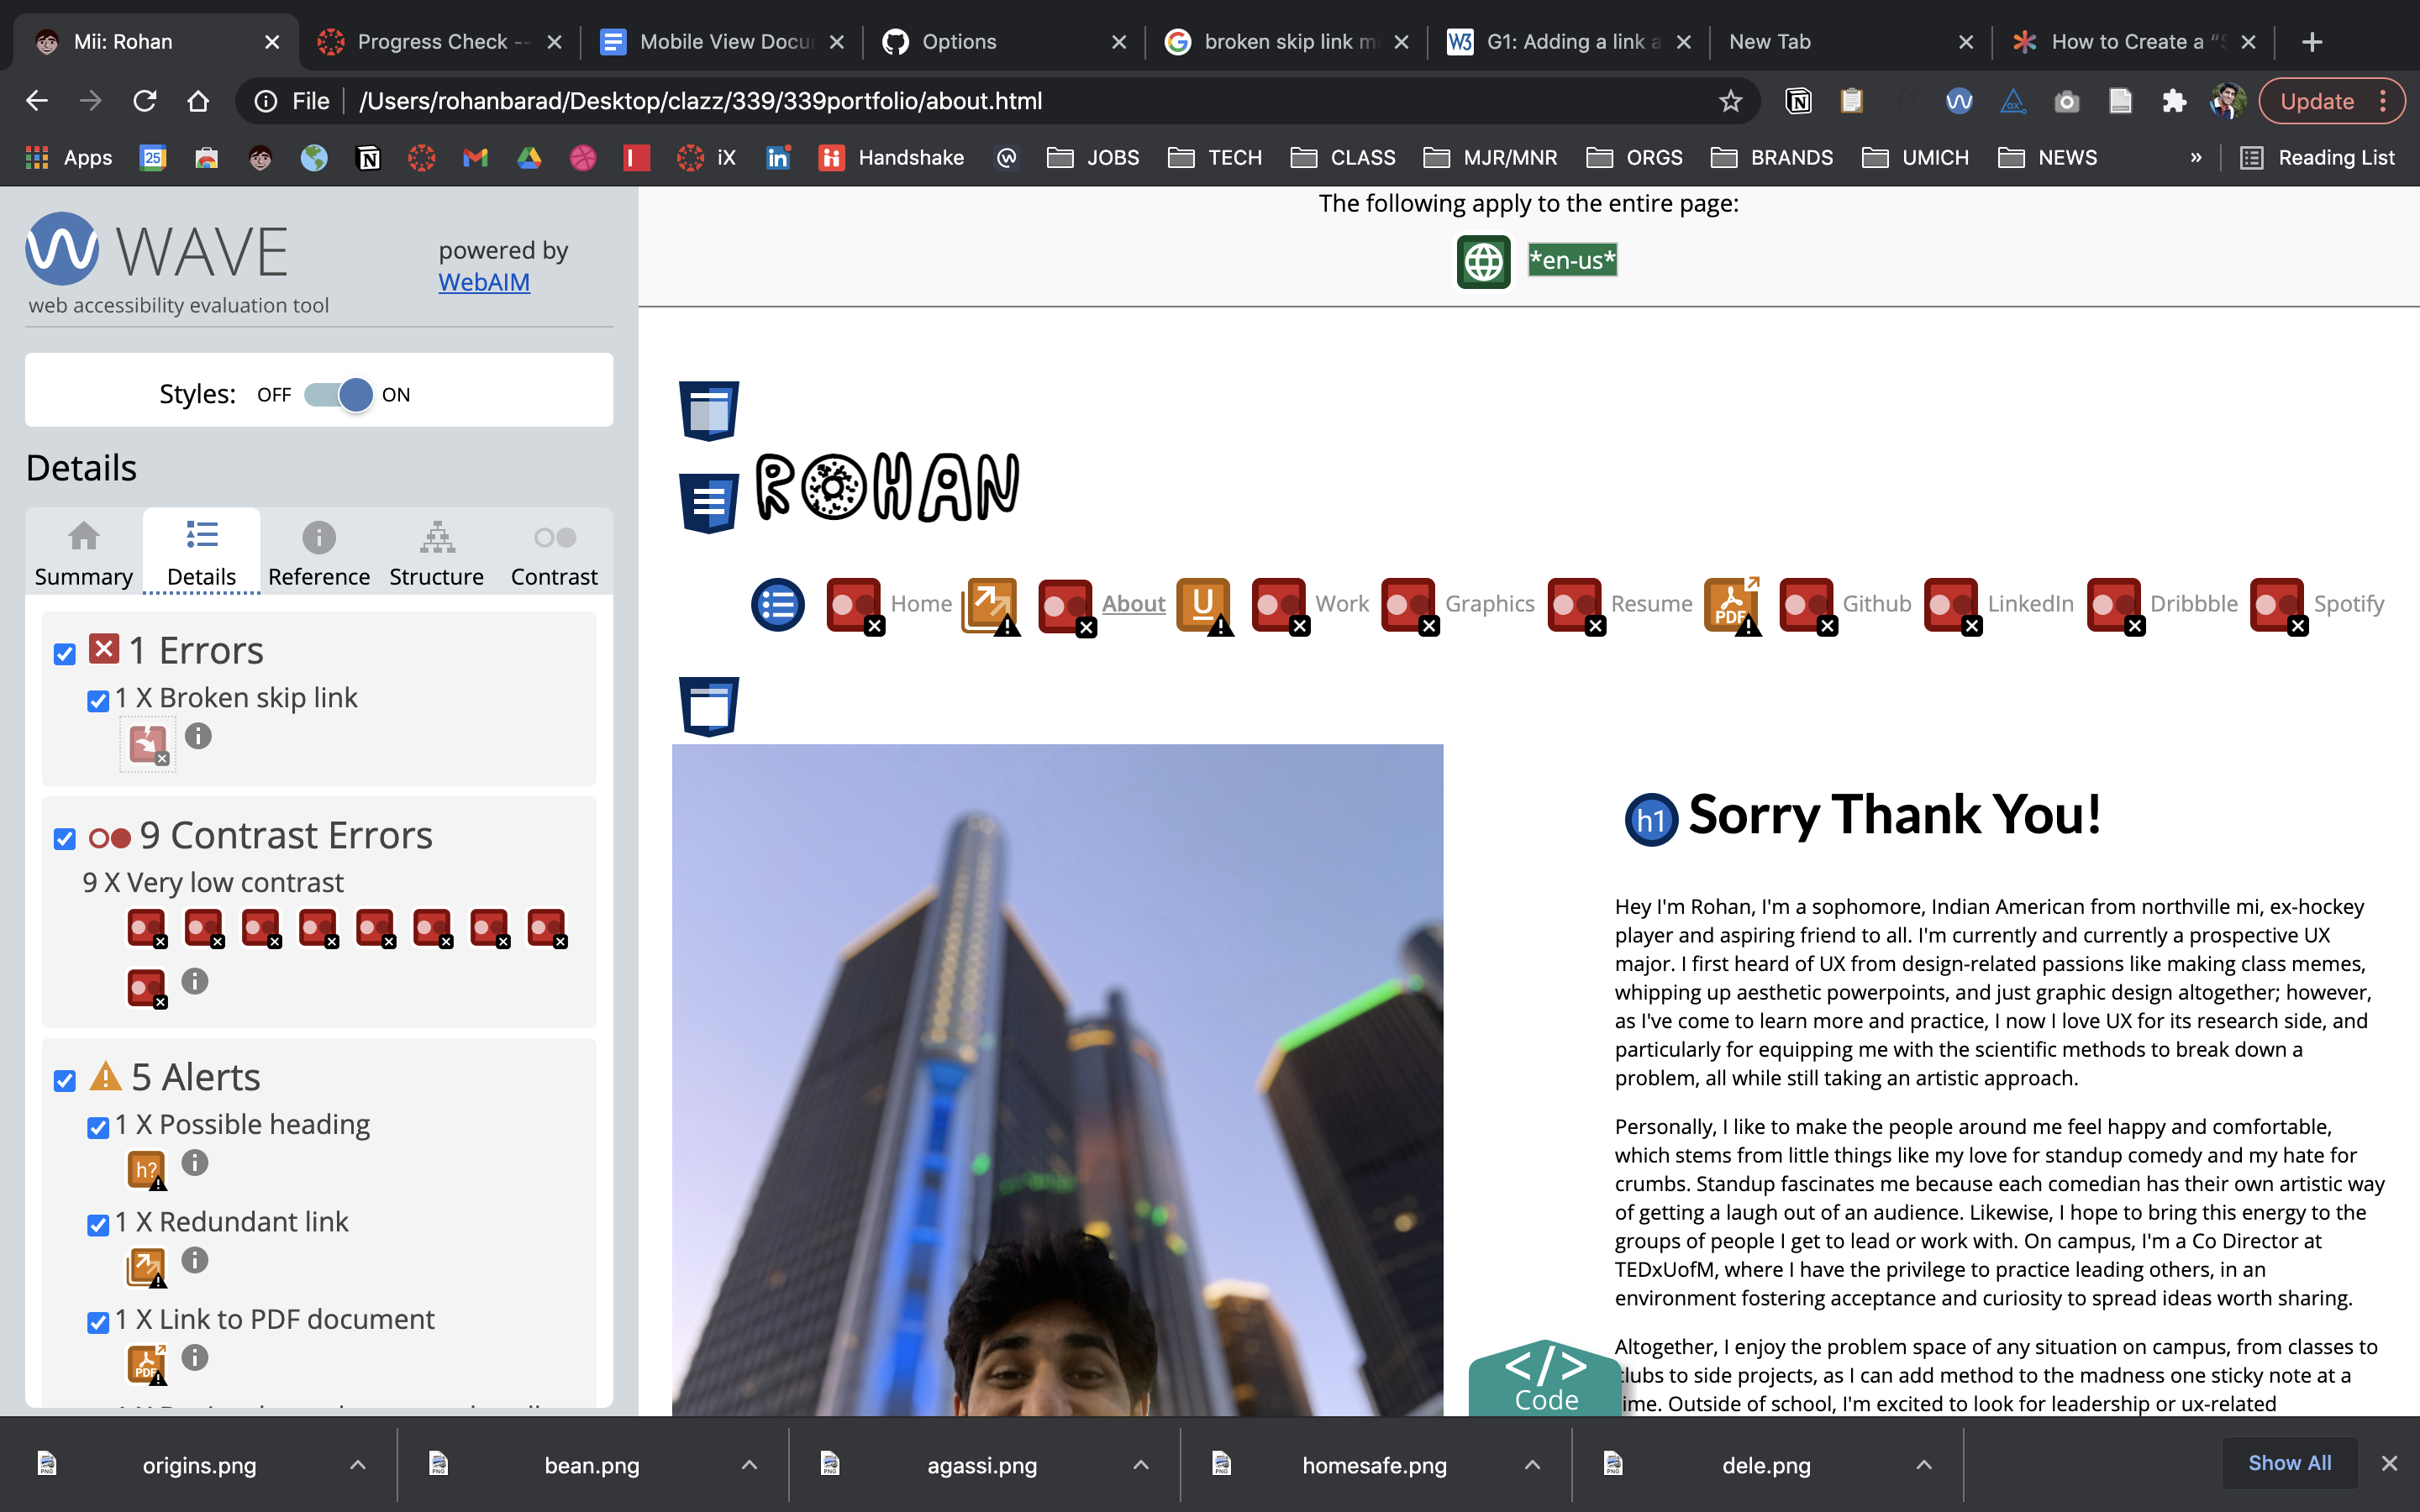 Mii: Rohan
Progress Check --
Mobile View Docu
Options
broken skip link m
W3 G1: Adding a link a
New Tab
How to Create a "S
File /Users/rohanbarad/Desktop/clazz/339/339portfolio/about.html
Update
Apps
25
iX
Handshake
JOBS
TECH
CLASS
MJR/MNR
ORGS
BRANDS
UMICH
NEWS
»
Reading List
WAVE
web accessibility evaluation tool
powered by
WebAIM
Styles: OFF ON
Details
Summary Details Reference Structure Contrast
1 Errors
1 X Broken skip link
9 Contrast Errors
9 X Very low contrast
5 Alerts
1 X Possible heading
h?
1 X Redundant link
1 X Link to PDF document
PDF
The following apply to the entire page:
*en-us*
ROHAN
Home About U Work Graphics Resume PDF Github LinkedIn Dribbble Spotify
h1 Sorry Thank You!
Hey I'm Rohan, I'm a sophomore, Indian American from northville mi, ex-hockey
player and aspiring friend to all. I'm currently and currently a prospective UX
major. I first heard of UX from design-related passions like making class memes,
whipping up aesthetic powerpoints, and just graphic design altogether; however,
as I've come to learn more and practice, I now I love UX for its research side, and
particularly for equipping me with the scientific methods to break down a
problem, all while still taking an artistic approach.
Personally, I like to make the people around me feel happy and comfortable,
which stems from little things like my love for standup comedy and my hate for
crumbs. Standup fascinates me because each comedian has their own artistic way
of getting a laugh out of an audience. Likewise, I hope to bring this energy to the
groups of people I get to lead or work with. On campus, I'm a Co Director at
TEDxUofM, where I have the privilege to practice leading others, in an
environment fostering acceptance and curiosity to spread ideas worth sharing.
Altogether, I enjoy the problem space of any situation on campus, from classes to
clubs to side projects, as I can add method to the madness one sticky note at a
time. Outside of school, I'm excited to look for leadership or ux-related
</> Code
origins.png
bean.png
agassi.png
homesafe.png
dele.png
Show All